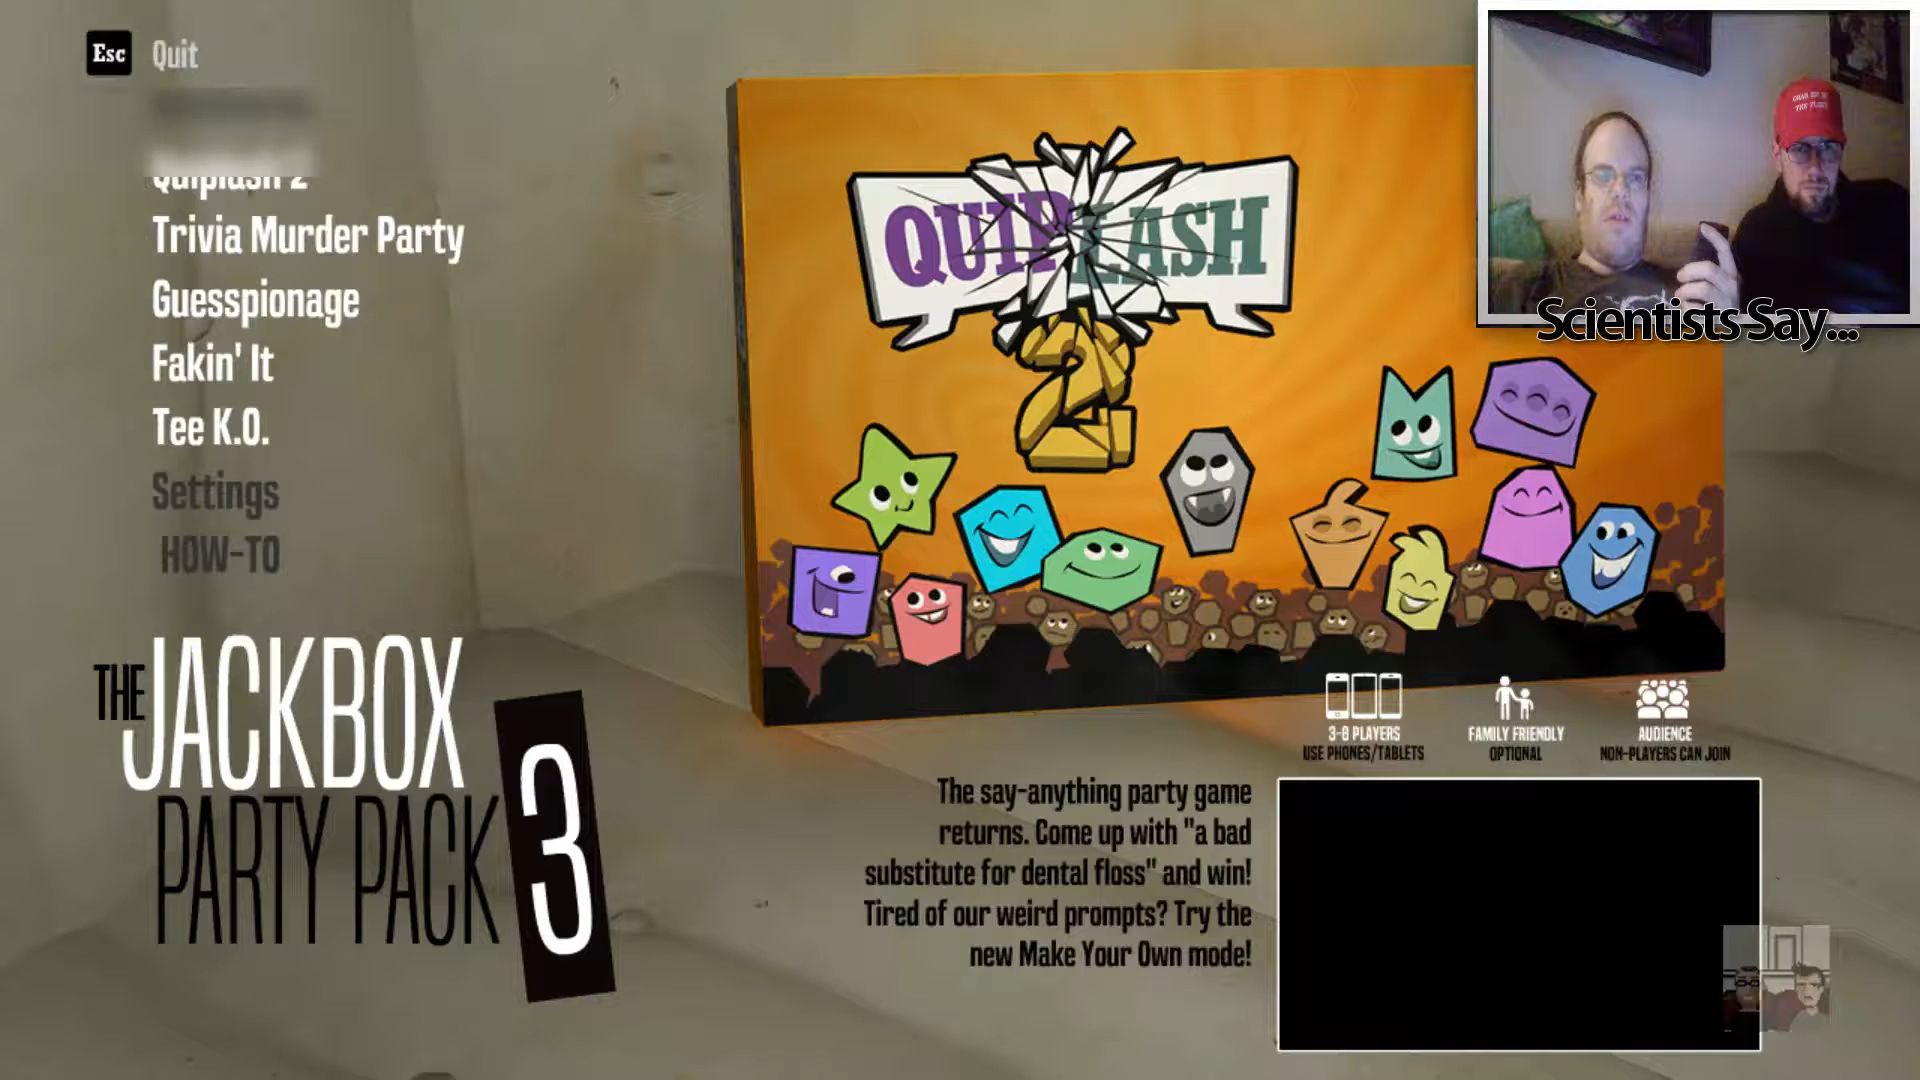 Esc Quit
Quiplash 2
Trivia Murder Party
Guesspionage
Fakin' It
Tee K.O.
Settings
HOW-TO
THE JACKBOX
PARTY PACK 3
QUIPLASH
2
Scientists Say...
3-8 PLAYERS
USE PHONES/TABLETS
FAMILY FRIENDLY
OPTIONAL
AUDIENCE
NON-PLAYERS CAN JOIN
The say-anything party game
returns. Come up with "a bad
substitute for dental floss" and win!
Tired of our weird prompts? Try the
new Make Your Own mode!